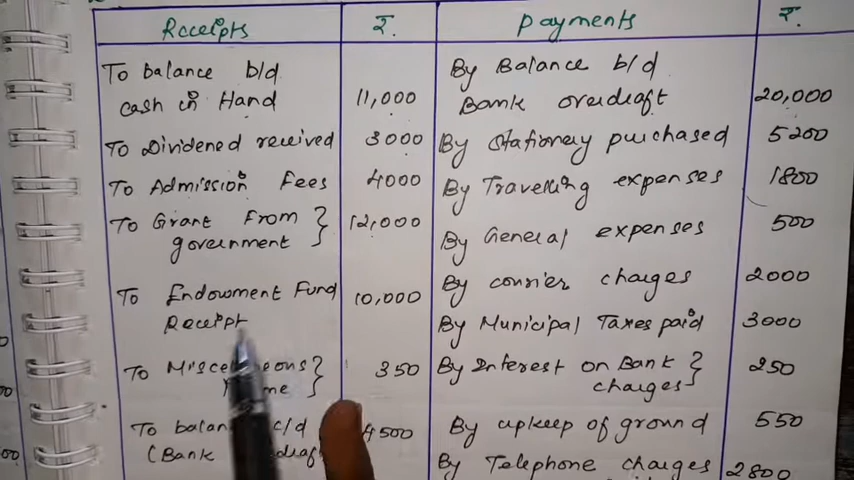 Receipts ₹. Payments ₹.
To balance b/d By Balance b/d
cash in Hand 11,000 Bank overdraft 20,000
To Dividened received 3000 By Stationery purchased 5200
To Admission Fees 4000 By Travelling expenses 1800
To Grant From 12,000 By General expenses 500
government
To Endowment Fund 10,000 By courier charges 2000
Receipt By Municipal Taxes paid 3000
To 350 By Interest on Bank 250
charges
To c/d 4500 By upkeep of ground 550
(Bank By Telephone charges 2800